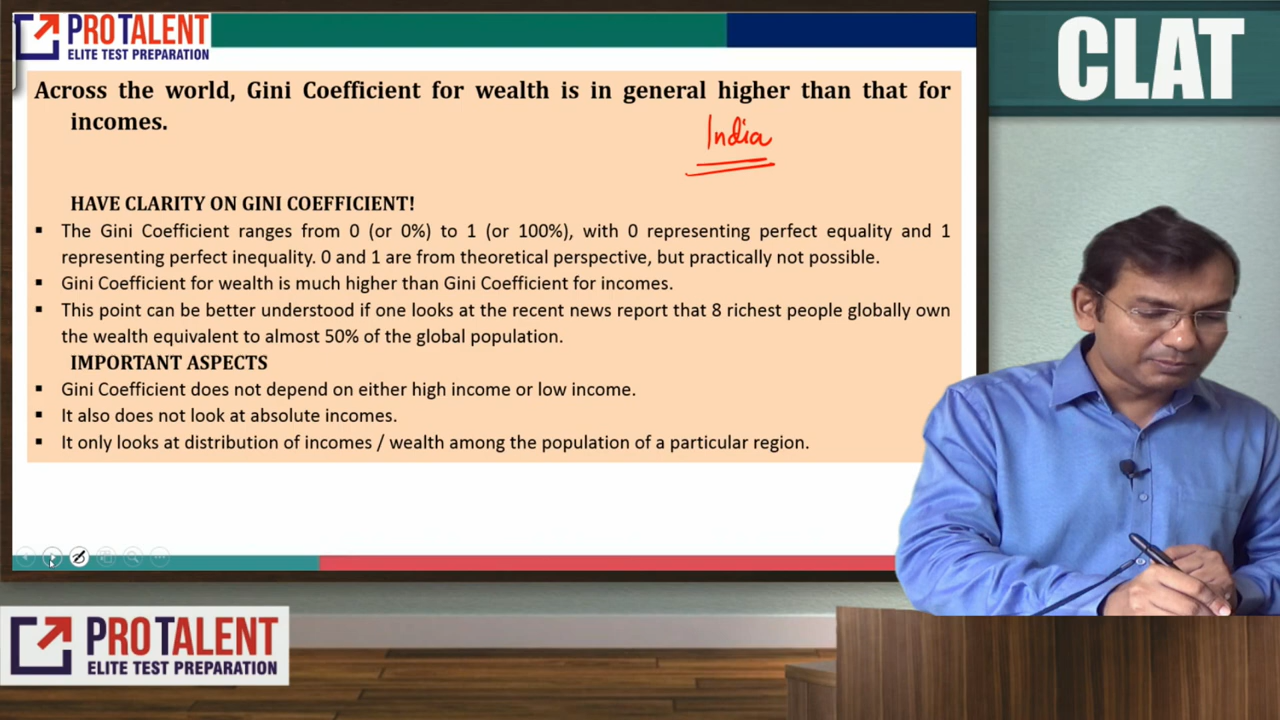 PROTALENT
ELITE TEST PREPARATION
CLAT
Across the world, Gini Coefficient for wealth is in general higher than that for
incomes.
India
HAVE CLARITY ON GINI COEFFICIENT!
▪ The Gini Coefficient ranges from 0 (or 0%) to 1 (or 100%), with 0 representing perfect equality and 1
representing perfect inequality. 0 and 1 are from theoretical perspective, but practically not possible.
▪ Gini Coefficient for wealth is much higher than Gini Coefficient for incomes.
▪ This point can be better understood if one looks at the recent news report that 8 richest people globally own
the wealth equivalent to almost 50% of the global population.
IMPORTANT ASPECTS
▪ Gini Coefficient does not depend on either high income or low income.
▪ It also does not look at absolute incomes.
▪ It only looks at distribution of incomes / wealth among the population of a particular region.
PROTALENT
ELITE TEST PREPARATION